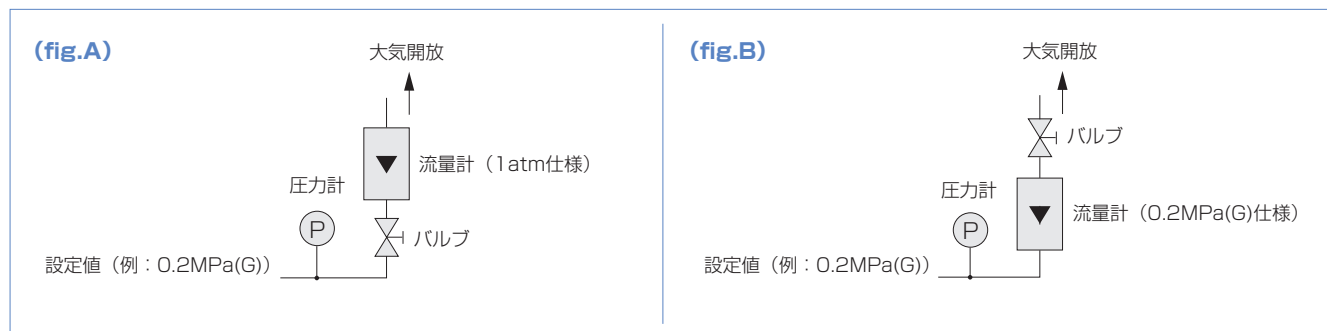 (fig.A)
大気開放
流量計（1atm仕様）
圧力計
P
バルブ
設定値（例：0.2MPa(G)）
(fig.B)
大気開放
バルブ
圧力計
流量計（0.2MPa(G)仕様）
P
設定値（例：0.2MPa(G)）